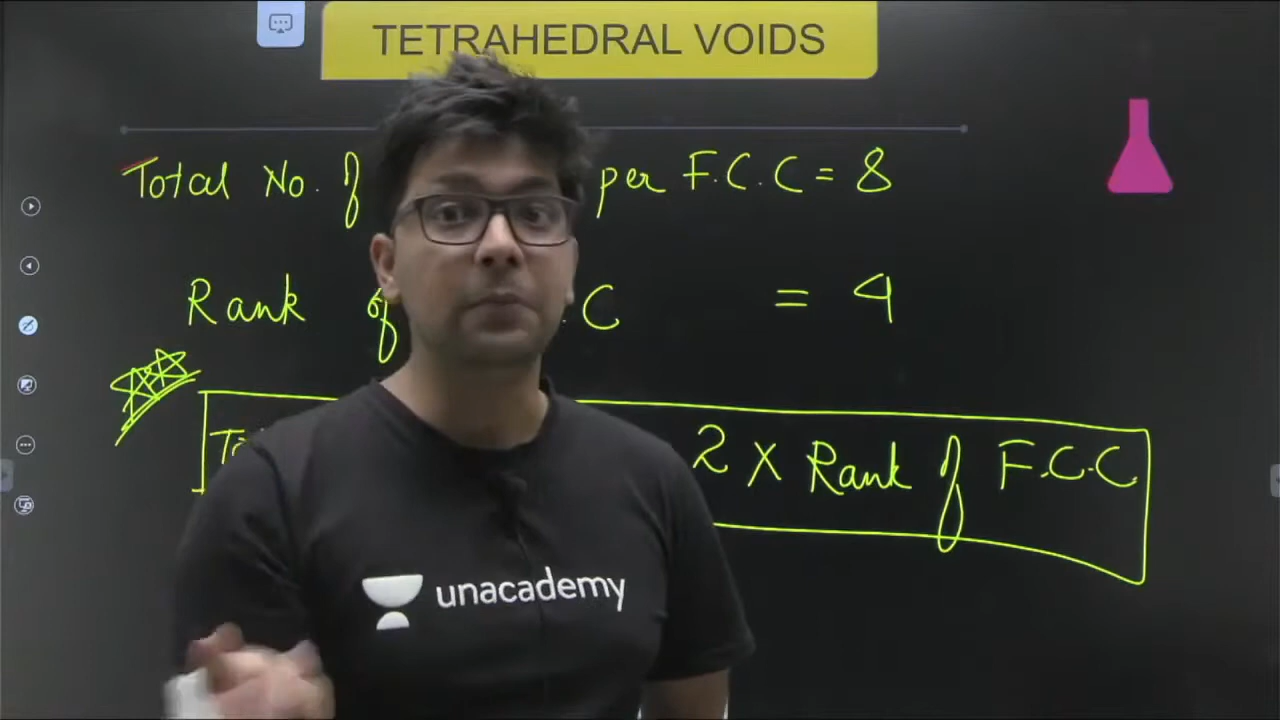 TETRAHEDRAL VOIDS
Total No. of per F.C.C = 8
Rank of .C = 4
2 X Rank of F.C.C
unacademy